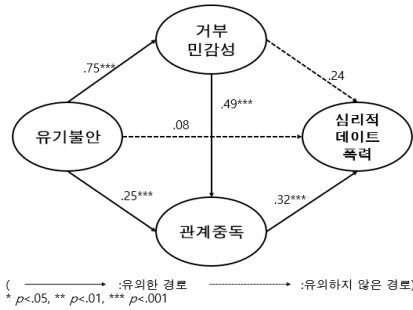 거부
민감성
.75***
.24
.49***
유기불안
.08
심리적
데이트
폭력
.25***
.32***
관계중독
( :유의한 경로 :유의하지 않은 경로)
* p<.05, ** p<.01, *** p<.001